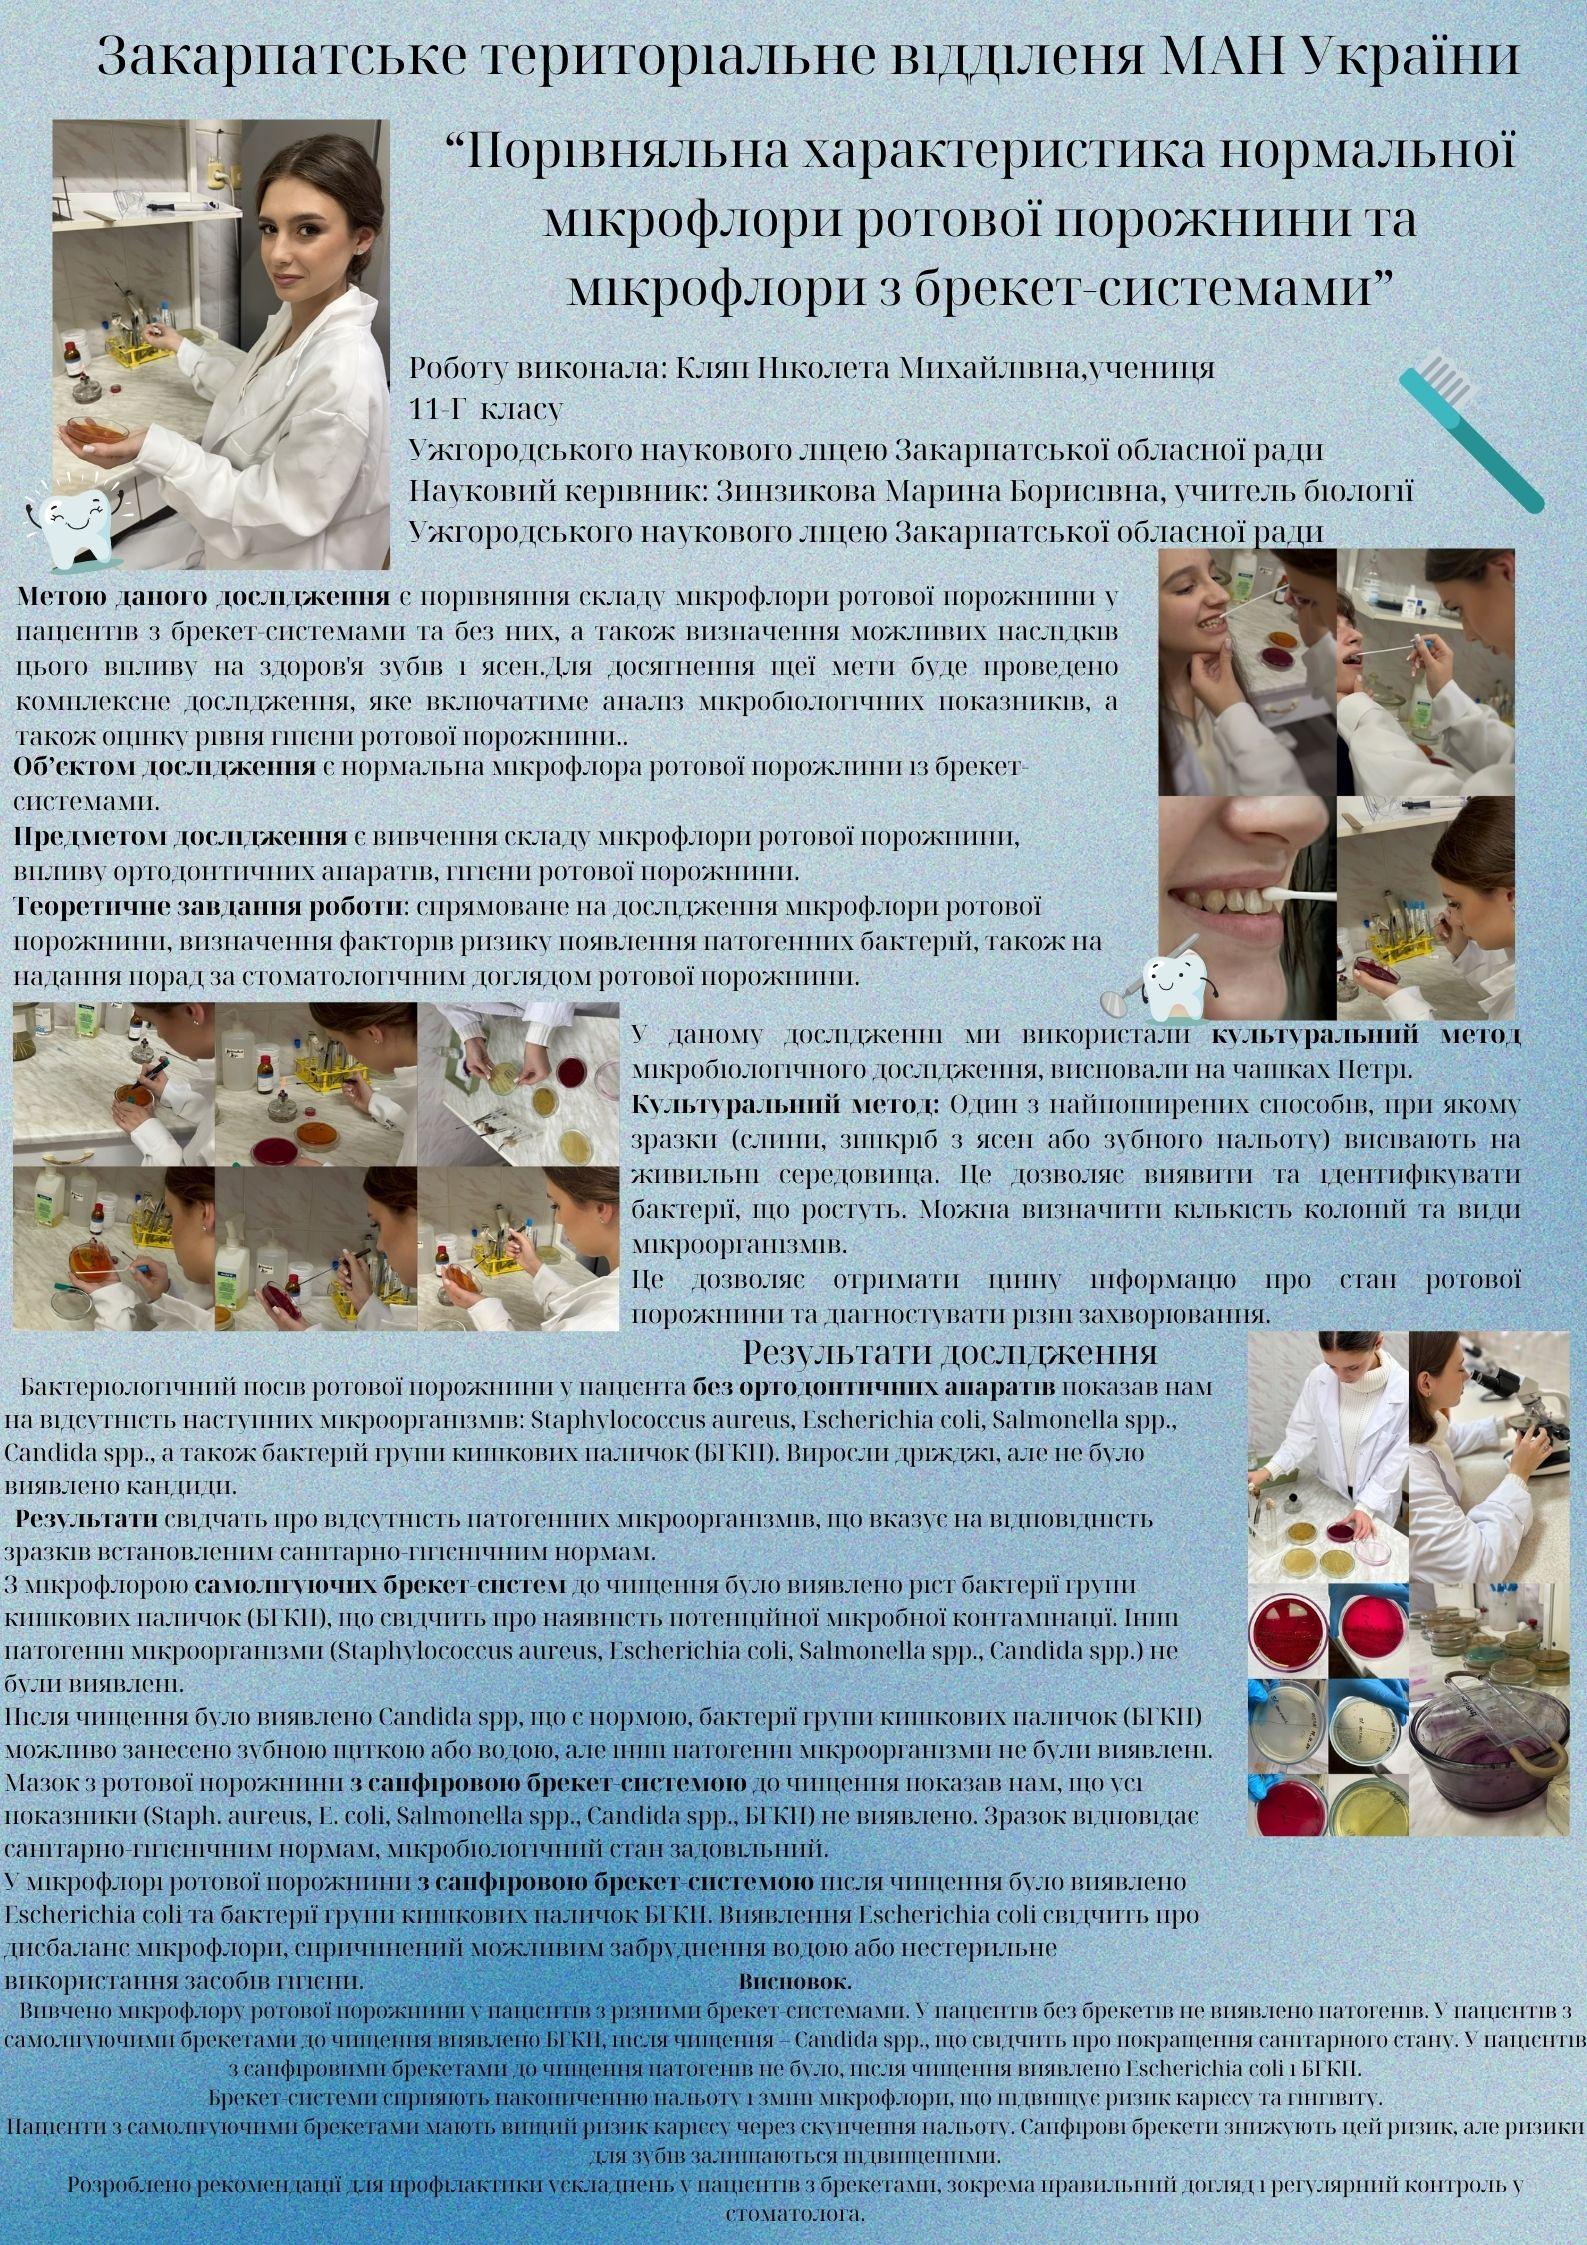 Закарпатське територіальне відділеня МАН України
“Порівняльна характеристика нормальної
мікрофлори ротової порожнини та
мікрофлори з брекет-системами”
Роботу виконала: Кляп Ніколета Михайлівна,учениця
11-Г класу
Ужгородського наукового ліцею Закарпатської обласної ради
Науковий керівник: Зинзикова Марина Борисівна, учитель біології
Ужгородського наукового ліцею Закарпатської обласної ради
Метою даного дослідження є порівняння складу мікрофлори ротової порожнини у
пацієнтів з брекет-системами та без них, а також визначення можливих наслідків
цього впливу на здоров'я зубів і ясен.Для досягнення щеї мети буде проведено
комплексне дослідження, яке включатиме аналіз мікробіологічних показників, а
також оцінку рівня гігієни ротової порожнини..
Об’єктом дослідження є нормальна мікрофлора ротової порожлини із брекет-
системами.
Предметом дослідження є вивчення складу мікрофлори ротової порожнини,
впливу ортодонтичних апаратів, гігієни ротової порожнини.
Теоретичне завдання роботи: спрямоване на дослідження мікрофлори ротової
порожнини, визначення факторів ризику появлення патогенних бактерій, також на
надання порад за стоматологічним доглядом ротової порожнини.
У даному дослідженні ми використали культуральний метод
мікробіологічного дослідження, висновали на чашках Петрі.
Культуральний метод: Один з найпоширених способів, при якому
зразки (слини, зішкріб з ясен або зубного нальоту) висівають на
живильні середовища. Це дозволяє виявити та ідентифікувати
бактерії, що ростуть. Можна визначити кількість колоній та види
мікроорганізмів.
Це дозволяє отримати цінну інформацію про стан ротової
порожнини та діагностувати різні захворювання.
Результати дослідження
Бактеріологічний посів ротової порожнини у пацієнта без ортодонтичних апаратів показав нам
на відсутність наступних мікроорганізмів: Staphylococcus aureus, Escherichia coli, Salmonella spp.,
Candida spp., а також бактерій групи кишкових паличок (БГКП). Виросли дріжджі, але не було
виявлено кандиди.
Результати свідчать про відсутність патогенних мікроорганізмів, що вказує на відповідність
зразків встановленим санітарно-гігієнічним нормам.
З мікрофлорою самолігуючих брекет-систем до чищення було виявлено ріст бактерії групи
кишкових паличок (БГКП), що свідчить про наявність потенційної мікробної контамінації. Інші
патогенні мікроорганізми (Staphylococcus aureus, Escherichia coli, Salmonella spp., Candida spp.) не
були виявлені.
Після чищення було виявлено Candida spp, що є нормою, бактерії групи кишкових паличок (БГКП)
можливо занесено зубною щіткою або водою, але інші патогенні мікроорганізми не були виявлені.
Мазок з ротової порожнини з сапфіровою брекет-системою до чищення показав нам, що усі
показники (Staph. aureus, E. coli, Salmonella spp., Candida spp., БГКП) не виявлено. Зразок відповідає
санітарно-гігієнічним нормам, мікробіологічний стан задовільний.
У мікрофлорі ротової порожнини з сапфіровою брекет-системою після чищення було виявлено
Escherichia coli та бактерії групи кишкових паличок БГКП. Виявлення Escherichia coli свідчить про
дисбаланс мікрофлори, спричинений можливим забруднення водою або нестерильне
використання засобів гігієни.
Висновок.
Вивчено мікрофлору ротової порожнини у пацієнтів з різними брекет-системами. У пацієнтів без брекетів не виявлено патогенів. У пацієнтів з
самолігуючими брекетами до чищення виявлено БГКП, після чищення – Candida spp., що свідчить про покращення санітарного стану. У пацієнтів
з сапфіровими брекетами до чищення патогенів не було, після чищення виявлено Escherichia coli і БГКП.
Брекет-системи сприяють накопиченню нальоту і зміні мікрофлори, що підвищує ризик карієсу та гінгівіту.
Пацієнти з самолігуючими брекетами мають вищий ризик карієсу через скупчення нальоту. Сапфірові брекети знижують цей ризик, але ризики
для зубів залишаються підвищеними.
Розроблено рекомендації для профілактики ускладнень у пацієнтів з брекетами, зокрема правильний догляд і регулярний контроль у
стоматолога.